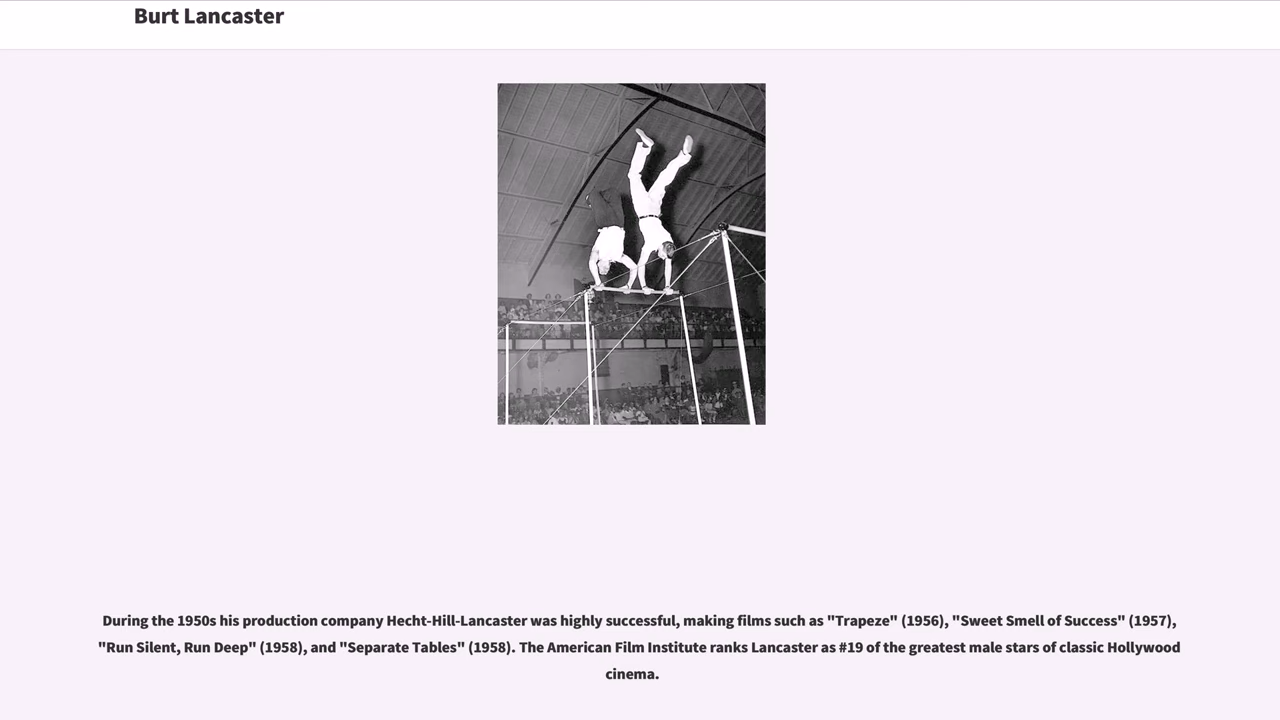 Burt Lancaster
During the 1950s his production company Hecht-Hill-Lancaster was highly successful, making films such as "Trapeze" (1956), "Sweet Smell of Success" (1957),
"Run Silent, Run Deep" (1958), and "Separate Tables" (1958). The American Film Institute ranks Lancaster as #19 of the greatest male stars of classic Hollywood
cinema.